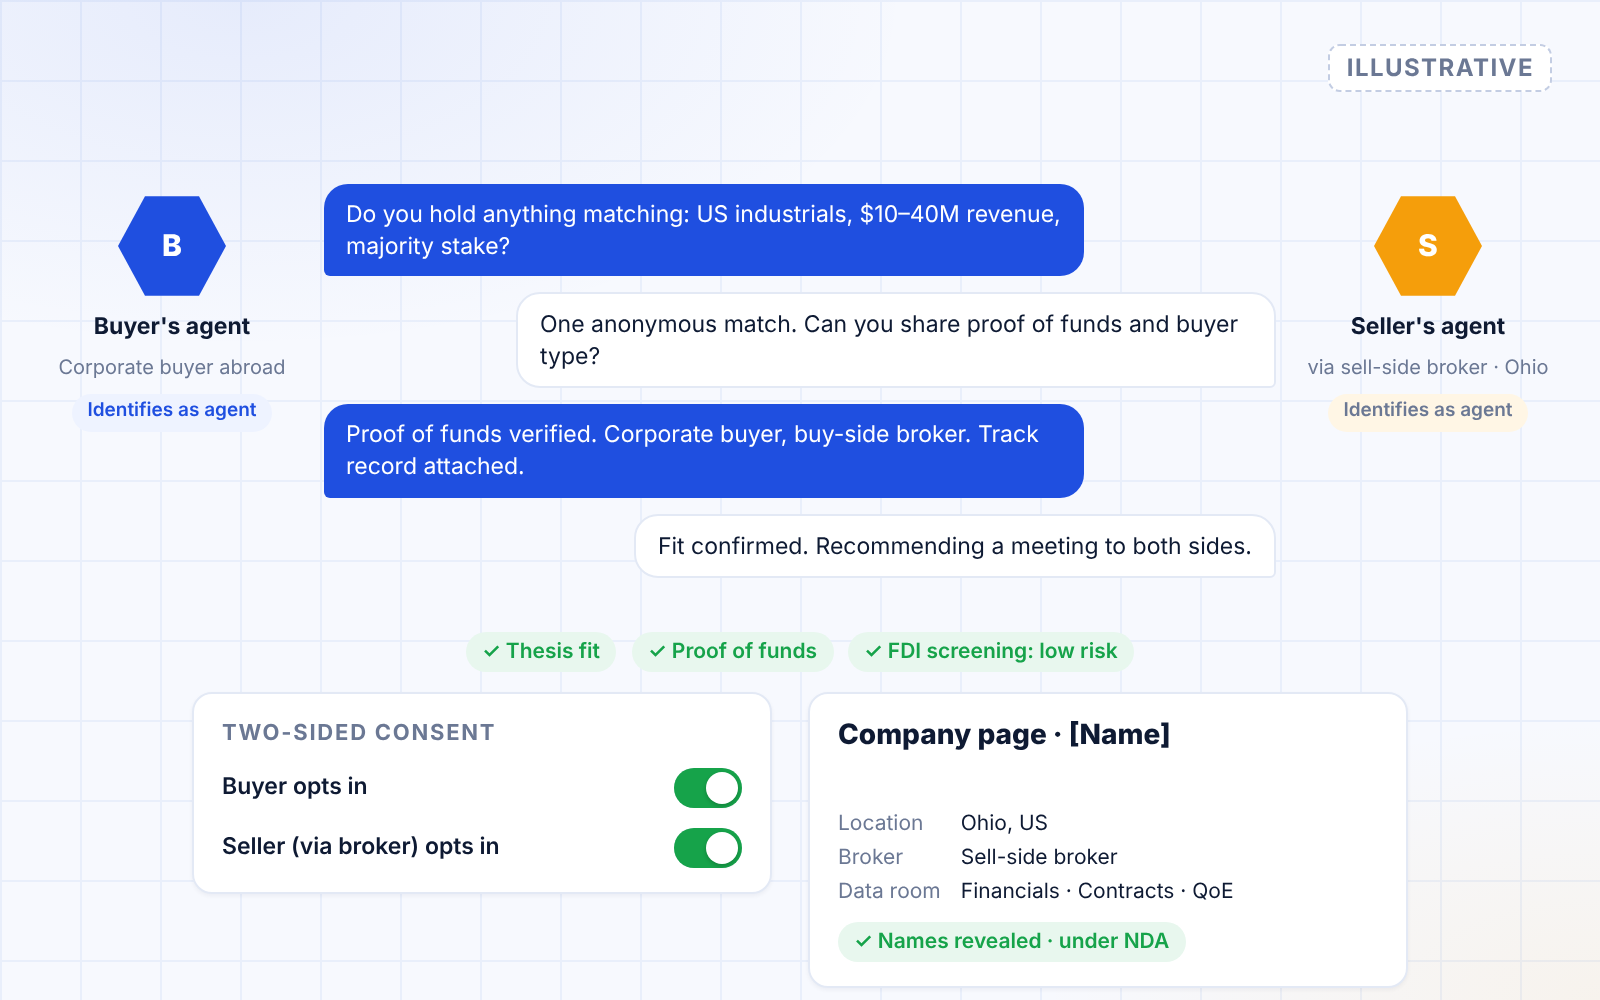 ILLUSTRATIVE
B
Buyer's agent
Corporate buyer abroad
Identifies as agent
Do you hold anything matching: US industrials, $10–40M revenue,
majority stake?
One anonymous match. Can you share proof of funds and buyer
type?
Proof of funds verified. Corporate buyer, buy-side broker. Track
record attached.
Fit confirmed. Recommending a meeting to both sides.
S
Seller's agent
via sell-side broker · Ohio
Identifies as agent
✓ Thesis fit
✓ Proof of funds
✓ FDI screening: low risk
TWO-SIDED CONSENT
Buyer opts in
Seller (via broker) opts in
Company page · [Name]
Location Ohio, US
Broker Sell-side broker
Data room Financials · Contracts · QoE
✓ Names revealed · under NDA